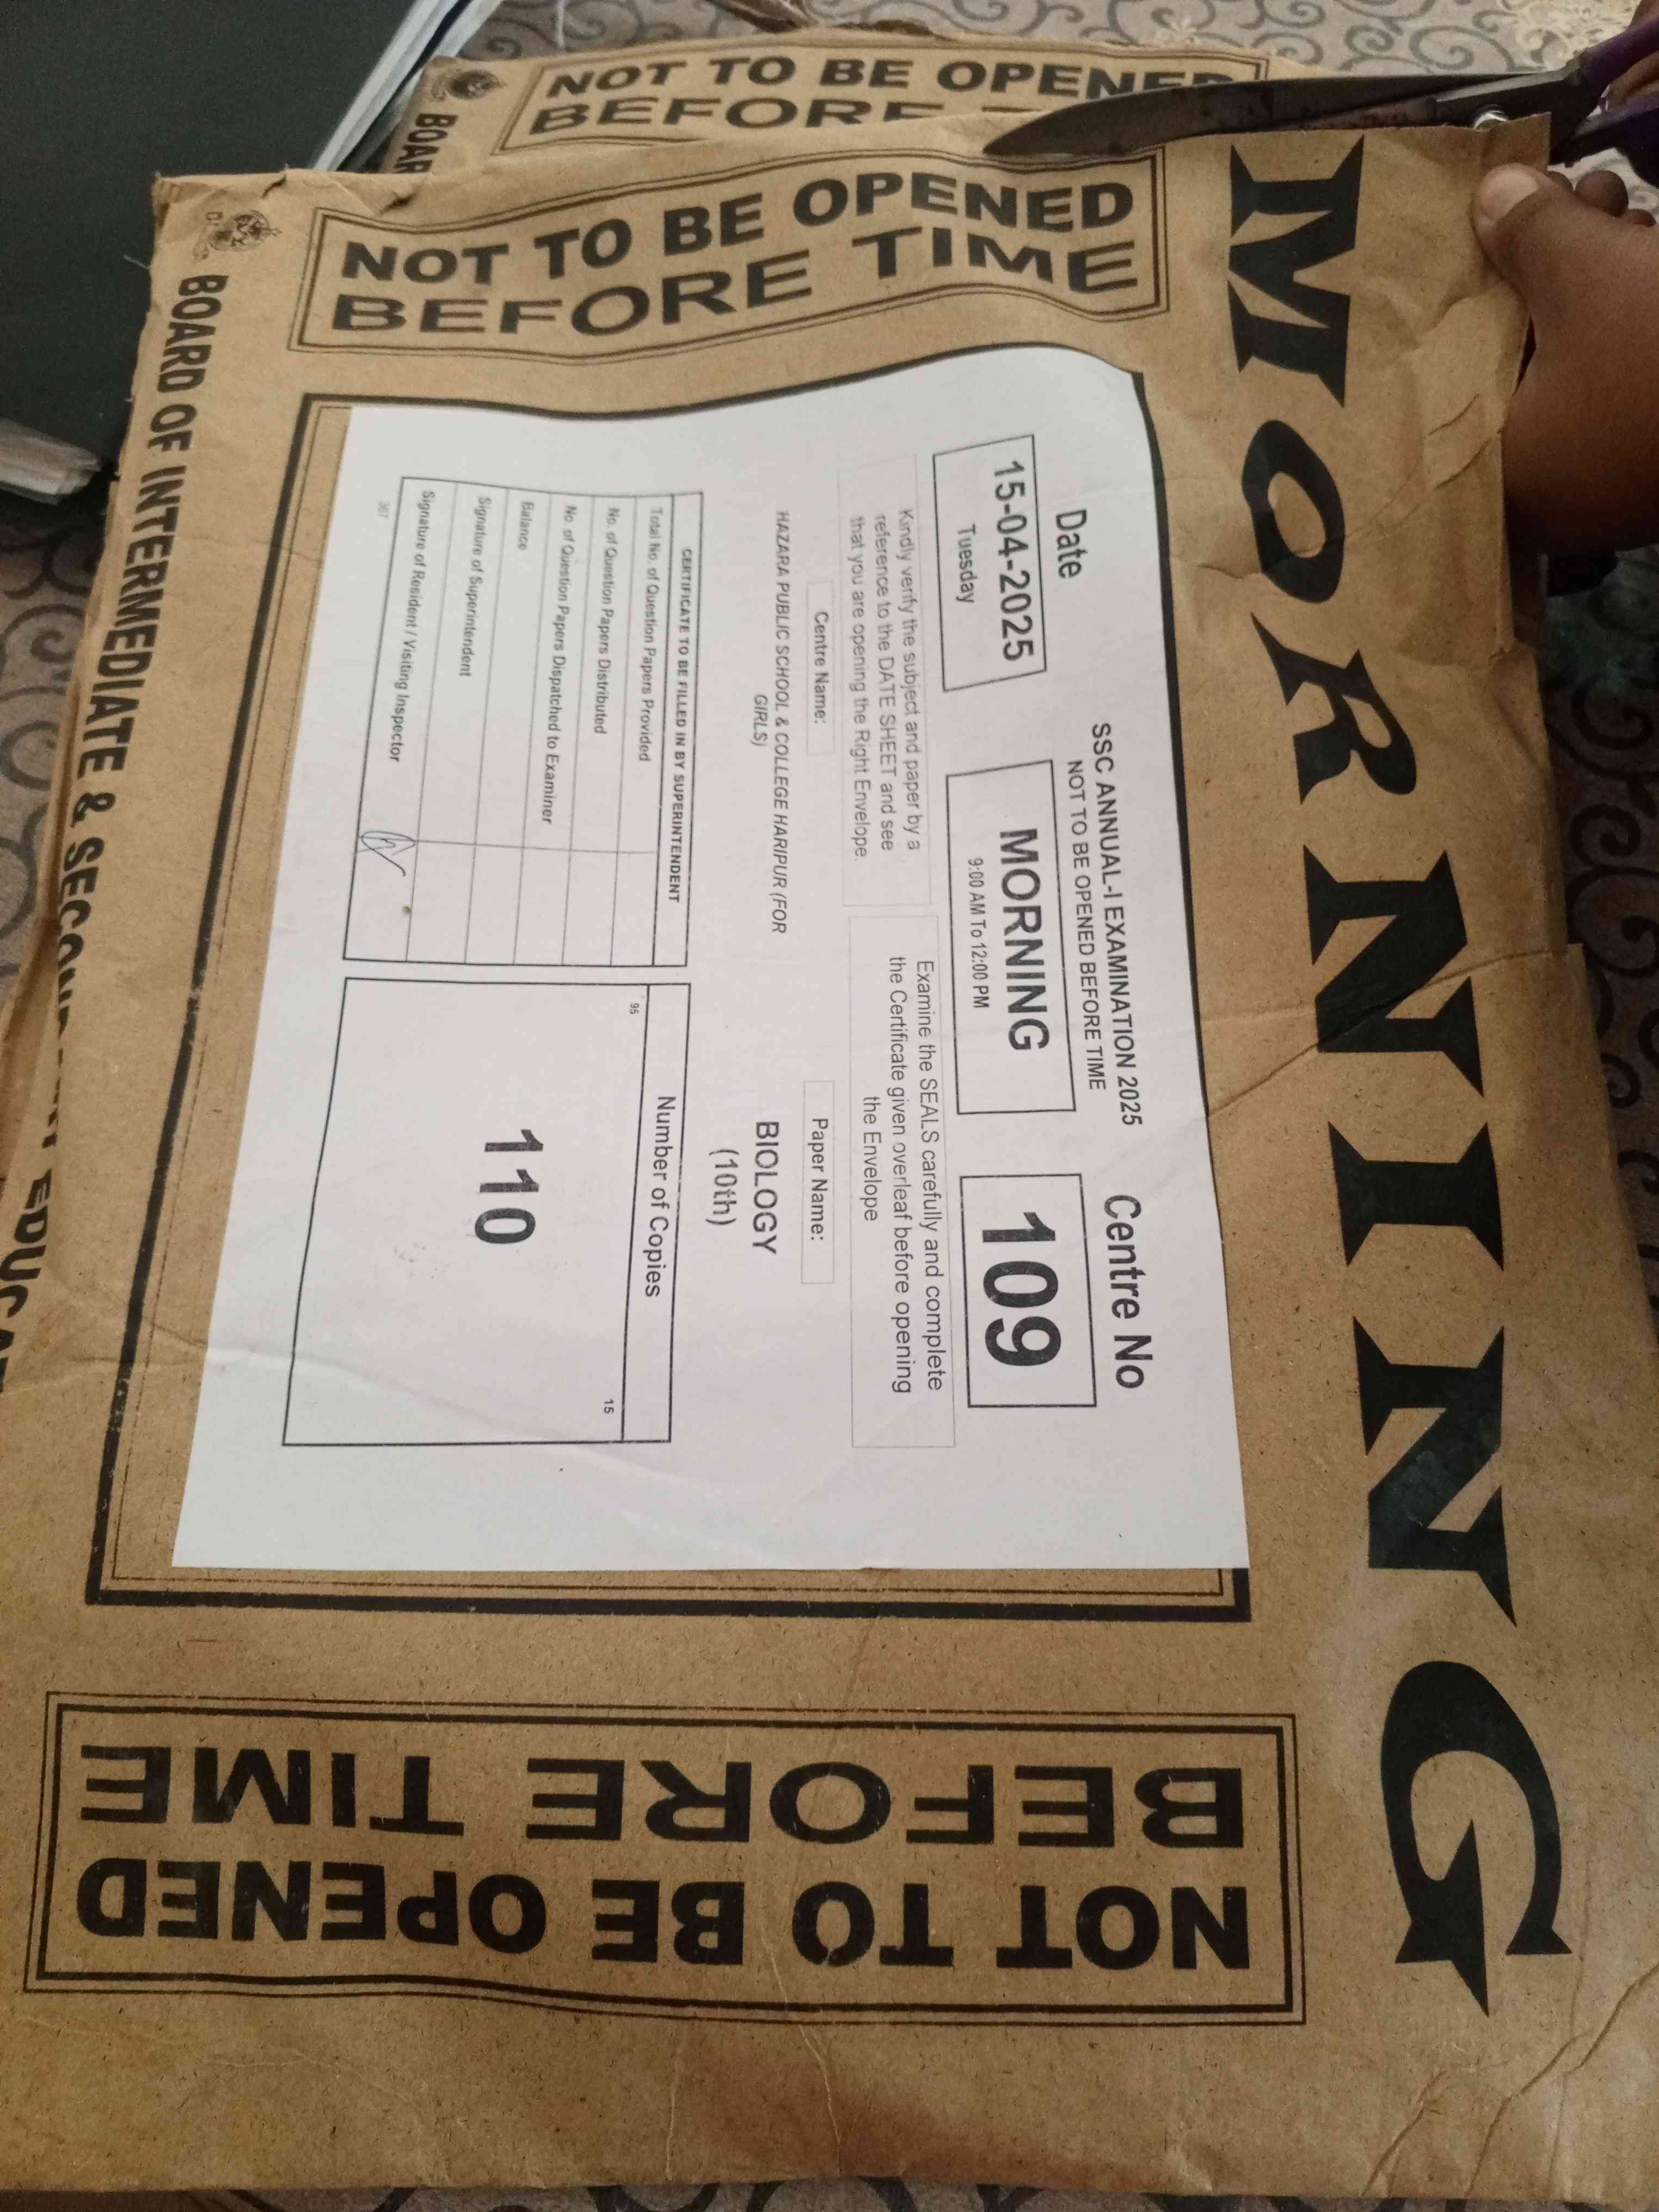 NOT TO BE OPENED
BEFORE
BOAR
NOT TO BE OPENED
BEFORE TIME
MORNING
SSC ANNUAL-I EXAMINATION 2025
NOT TO BE OPENED BEFORE TIME
Date
15-04-2025
Tuesday
MORNING
9:00 AM To 12:00 PM
Centre No
109
Kindly verify the subject and paper by a
reference to the DATE SHEET and see
that you are opening the Right Envelope.
Examine the SEALS carefully and complete
the Certificate given overleaf before opening
the Envelope
Centre Name:
HAZARA PUBLIC SCHOOL & COLLEGE HARIPUR (FOR
GIRLS)
Paper Name:
BIOLOGY
(10th)
CERTIFICATE TO BE FILLED IN BY SUPERINTENDENT
Total No. of Question Papers Provided
No. of Question Papers Distributed
No. of Question Papers Dispatched to Examiner
Balance
Signature of Superintendent
Signature of Resident / Visiting Inspector
367
Number of Copies
95
15
110
BOARD OF INTERMEDIATE & SECONDARY EDUCA
NOT TO BE OPENED
BEFORE TIME